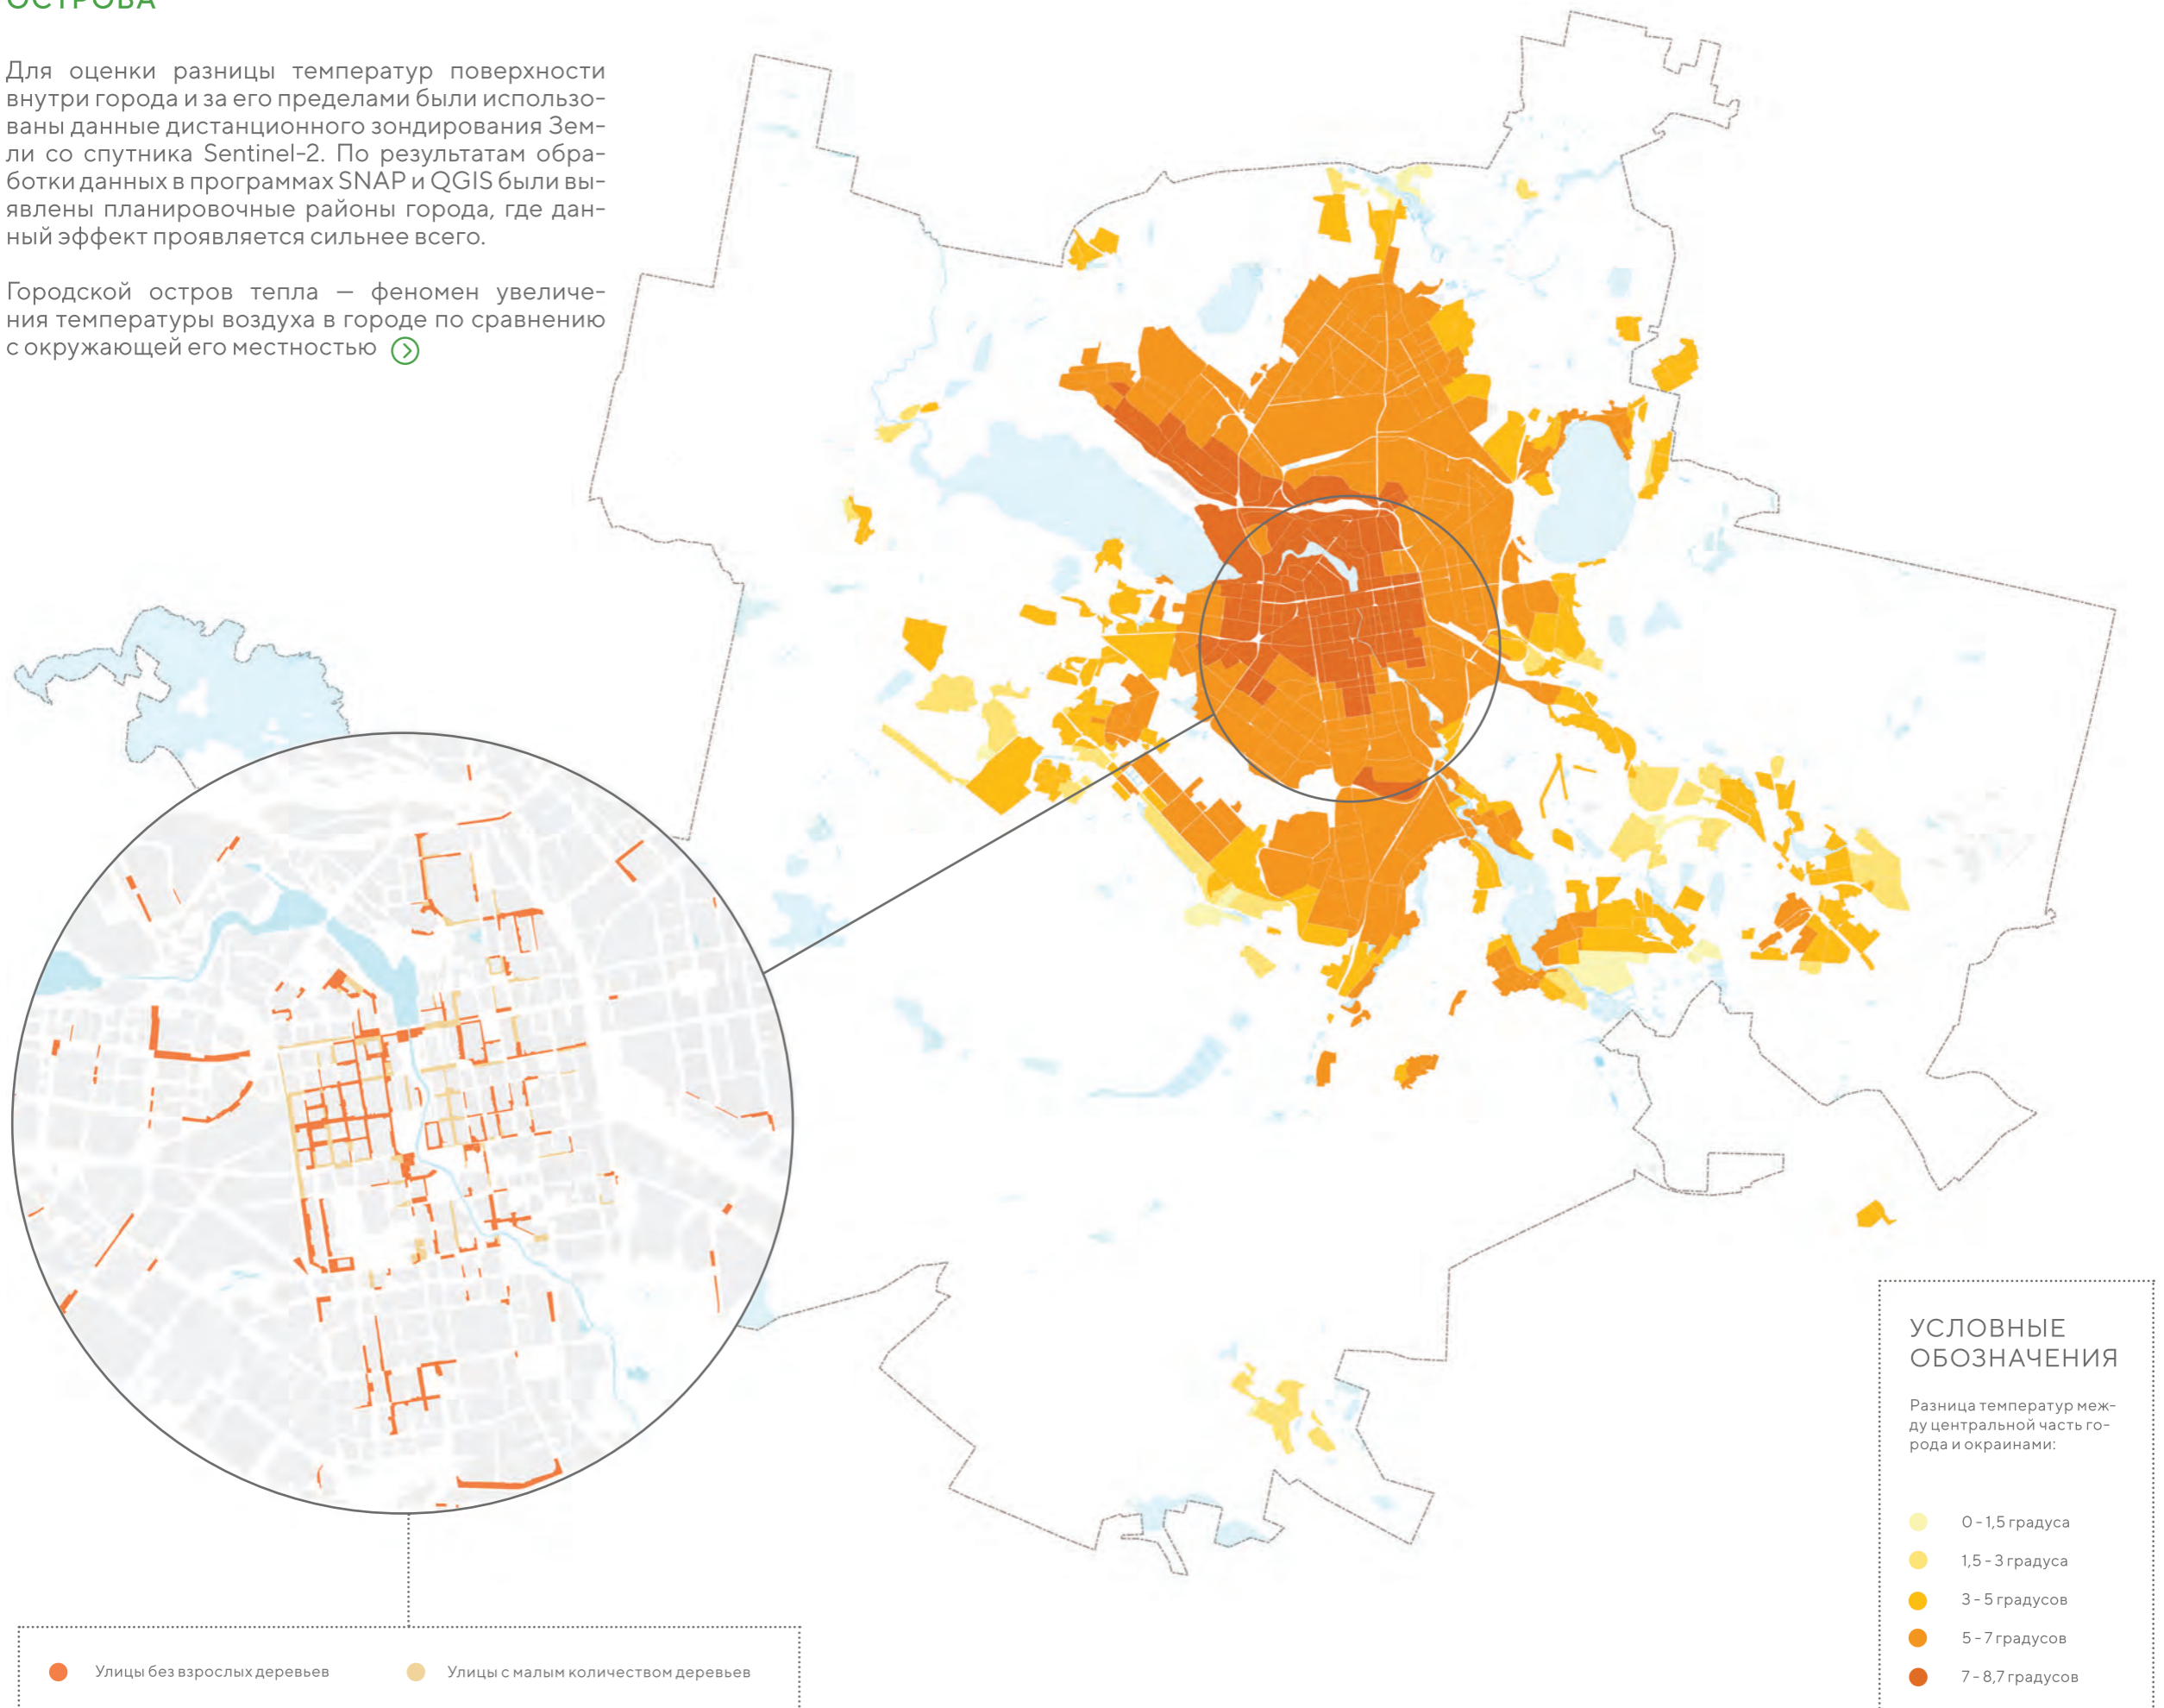 ОСТРОВА
Для оценки разницы температур поверхности
внутри города и за его пределами были использо-
ваны данные дистанционного зондирования Зем-
ли со спутника Sentinel-2. По результатам обра-
ботки данных в программах SNAP и QGIS были вы-
явлены планировочные районы города, где дан-
ный эффект проявляется сильнее всего.
Городской остров тепла — феномен увеличе-
ния температуры воздуха в городе по сравнению
с окружающей его местностью
Улицы без взрослых деревьев
Улицы с малым количеством деревьев
УСЛОВНЫЕ
ОБОЗНАЧЕНИЯ
Разница температур меж-
ду центральной часть го-
рода и окраинами:
0 - 1,5 градуса
1,5 - 3 градуса
3 - 5 градусов
5 - 7 градусов
7 - 8,7 градусов